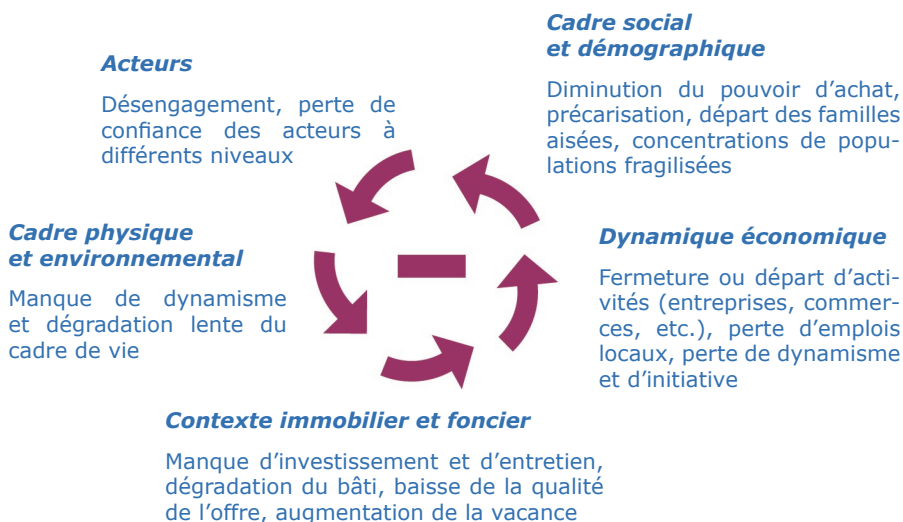 Acteurs
Désengagement, perte de
confiance des acteurs à
différents niveaux
Cadre social
et démographique
Diminution du pouvoir d’achat,
précarisation, départ des familles
aisées, concentrations de popu-
lations fragilisées
Cadre physique
et environnemental
Manque de dynamisme
et dégradation lente du
cadre de vie
Dynamique économique
Fermeture ou départ d’acti-
vités (entreprises, commer-
ces, etc.), perte d’emplois
locaux, perte de dynamisme
et d’initiative
Contexte immobilier et foncier
Manque d’investissement et d’entretien,
dégradation du bâti, baisse de la qualité
de l’offre, augmentation de la vacance